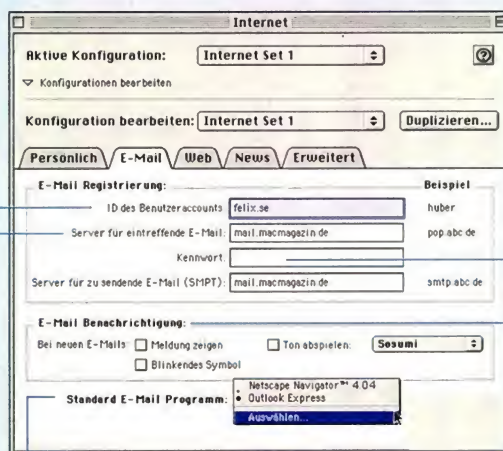 Internet
Aktive Konfiguration: Internet Set 1
Konfigurationen bearbeiten
Konfiguration bearbeiten: Internet Set 1 Duplizieren...
Persönlich E-Mail Web News Erweitert
E-Mail Registrierung: Beispiel
ID des Benutzeraccounts felix.se huber
Server für eintreffende E-Mail: mail.macmagazin.de pop.abc.de
Kennwort:
Server für zu sendende E-Mail (SMPT): mail.macmagazin.de smtp.abc.de
E-Mail Benachrichtigung:
Bei neuen E-Mails: Meldung zeigen Ton abspielen: Sosumi
Blinkendes Symbol
Netscape Navigator™ 4.04
Standard E-Mail Programm: Outlook Express
Auswählen...